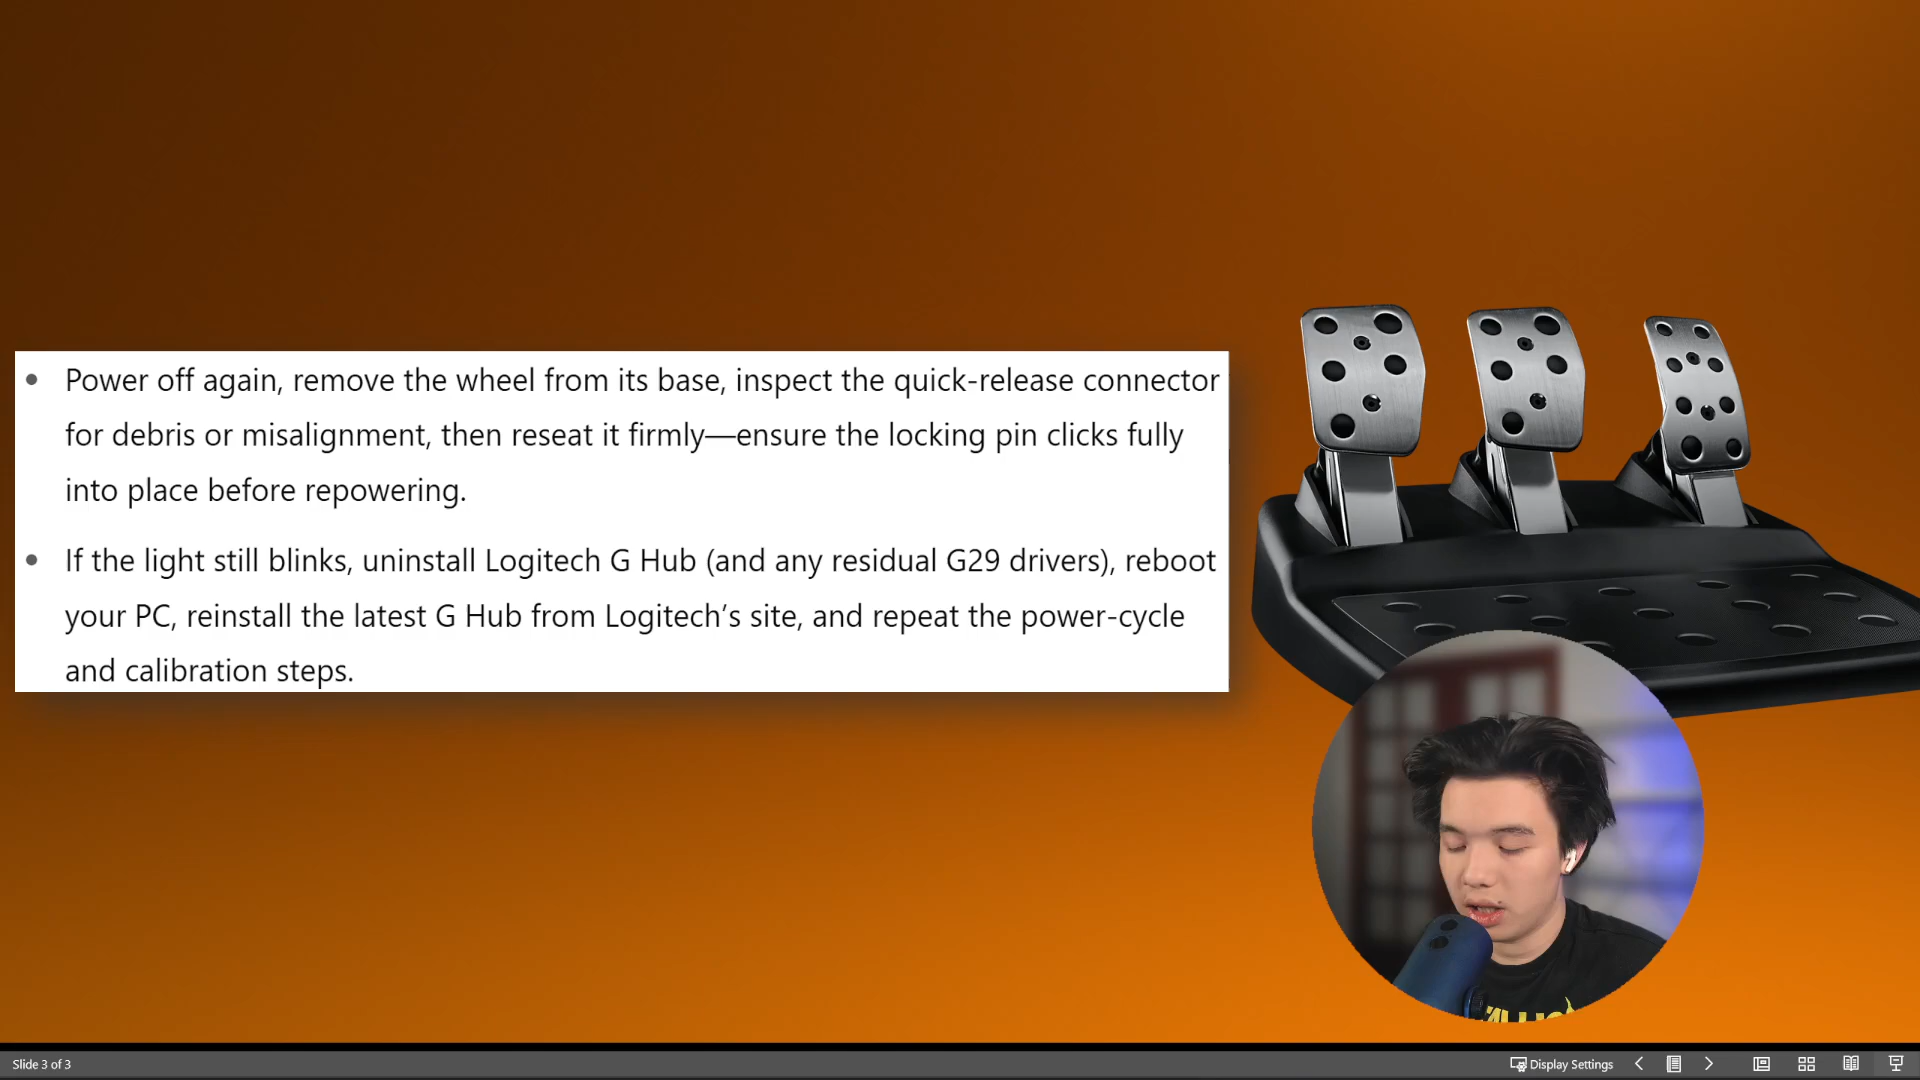 Power off again, remove the wheel from its base, inspect the quick-release connector
for debris or misalignment, then reseat it firmly—ensure the locking pin clicks fully
into place before repowering.
If the light still blinks, uninstall Logitech G Hub (and any residual G29 drivers), reboot
your PC, reinstall the latest G Hub from Logitech’s site, and repeat the power-cycle
and calibration steps.
Slide 3 of 3
Display Settings